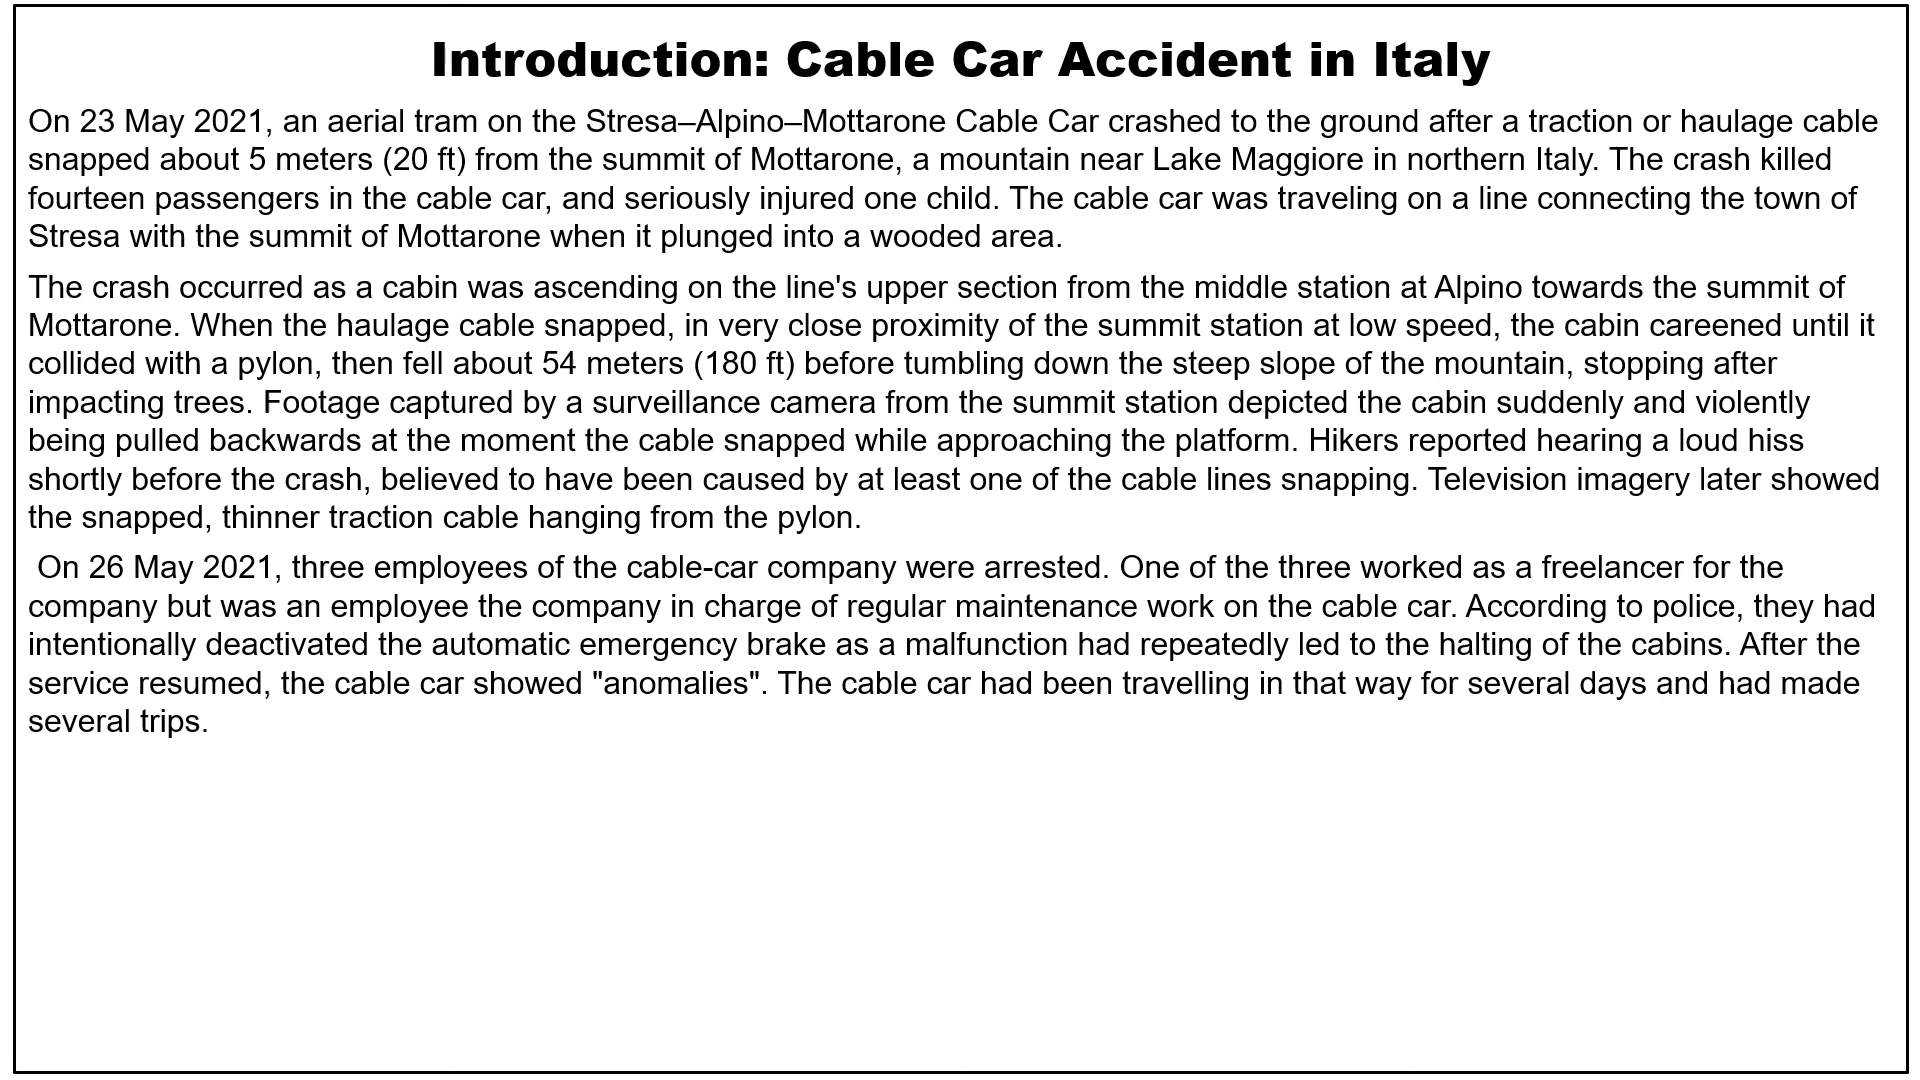 Introduction: Cable Car Accident in Italy
On 23 May 2021, an aerial tram on the Stresa–Alpino–Mottarone Cable Car crashed to the ground after a traction or haulage cable
snapped about 5 meters (20 ft) from the summit of Mottarone, a mountain near Lake Maggiore in northern Italy. The crash killed
fourteen passengers in the cable car, and seriously injured one child. The cable car was traveling on a line connecting the town of
Stresa with the summit of Mottarone when it plunged into a wooded area.
The crash occurred as a cabin was ascending on the line's upper section from the middle station at Alpino towards the summit of
Mottarone. When the haulage cable snapped, in very close proximity of the summit station at low speed, the cabin careened until it
collided with a pylon, then fell about 54 meters (180 ft) before tumbling down the steep slope of the mountain, stopping after
impacting trees. Footage captured by a surveillance camera from the summit station depicted the cabin suddenly and violently
being pulled backwards at the moment the cable snapped while approaching the platform. Hikers reported hearing a loud hiss
shortly before the crash, believed to have been caused by at least one of the cable lines snapping. Television imagery later showed
the snapped, thinner traction cable hanging from the pylon.
On 26 May 2021, three employees of the cable-car company were arrested. One of the three worked as a freelancer for the
company but was an employee the company in charge of regular maintenance work on the cable car. According to police, they had
intentionally deactivated the automatic emergency brake as a malfunction had repeatedly led to the halting of the cabins. After the
service resumed, the cable car showed "anomalies". The cable car had been travelling in that way for several days and had made
several trips.